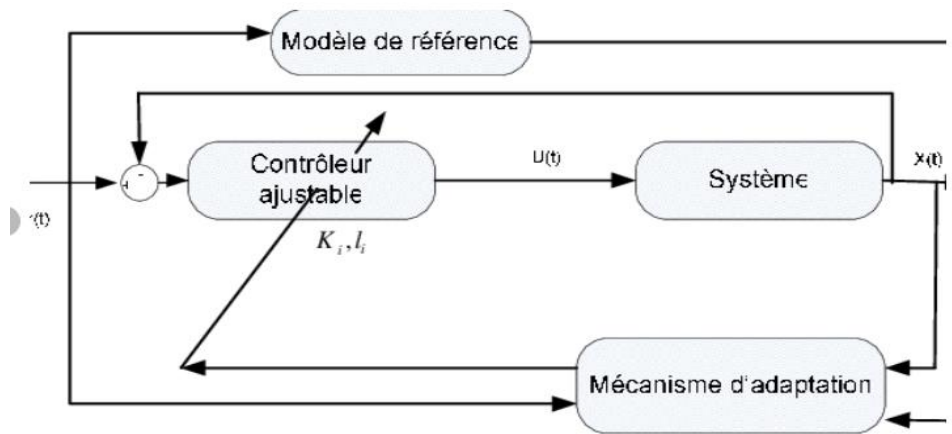 Modèle de référence
Contrôleur
ajustable
U(t)
Système
X(t)
r(t)
K_i, l_i
Mécanisme d'adaptation